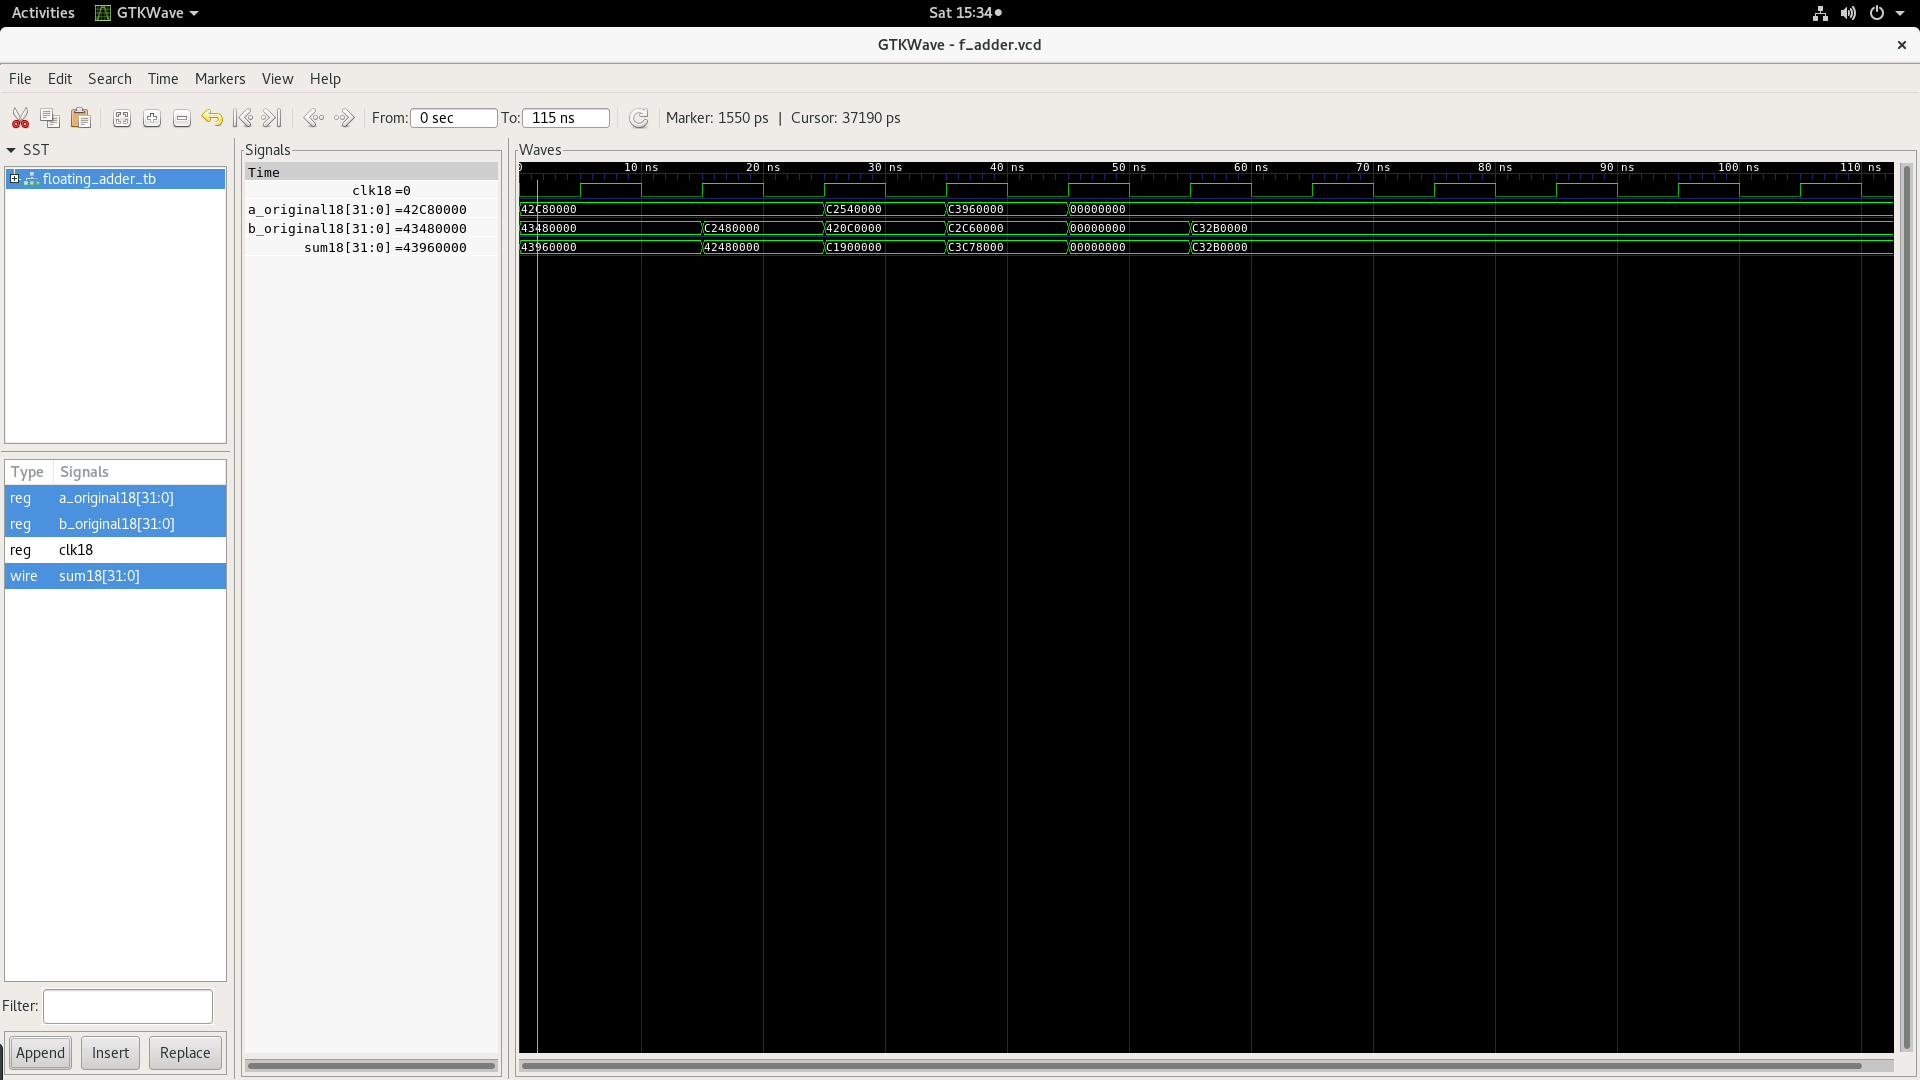 Activities GTKWave Sat 15:34
GTKWave - f_adder.vcd
File Edit Search Time Markers View Help
From: 0 sec To: 115 ns Marker: 1550 ps | Cursor: 37190 ps
SST
floating_adder_tb
Type Signals
reg a_original18[31:0]
reg b_original18[31:0]
reg clk18
wire sum18[31:0]
Filter:
Append Insert Replace
Signals
Time
clk18 =0
a_original18[31:0] =42C80000
b_original18[31:0] =43480000
sum18[31:0] =43960000
Waves
0 10 ns 20 ns 30 ns 40 ns 50 ns 60 ns 70 ns 80 ns 90 ns 100 ns 110 ns
42C80000 C2540000 C3960000 00000000
43480000 C2480000 420C0000 C2C60000 00000000 C32B0000
43960000 42480000 C1900000 C3C78000 00000000 C32B0000